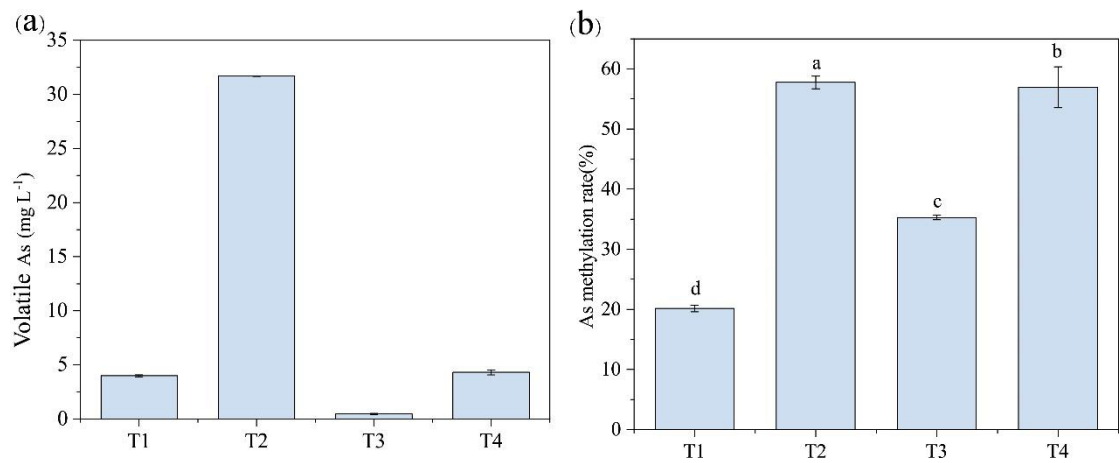 (a)
35
30
25
20
15
10
5
0
Volatile As (mg L⁻¹)
T1 T2 T3 T4
(b)
60
50
40
30
20
10
0
As methylation rate(%)
d a c b
T1 T2 T3 T4